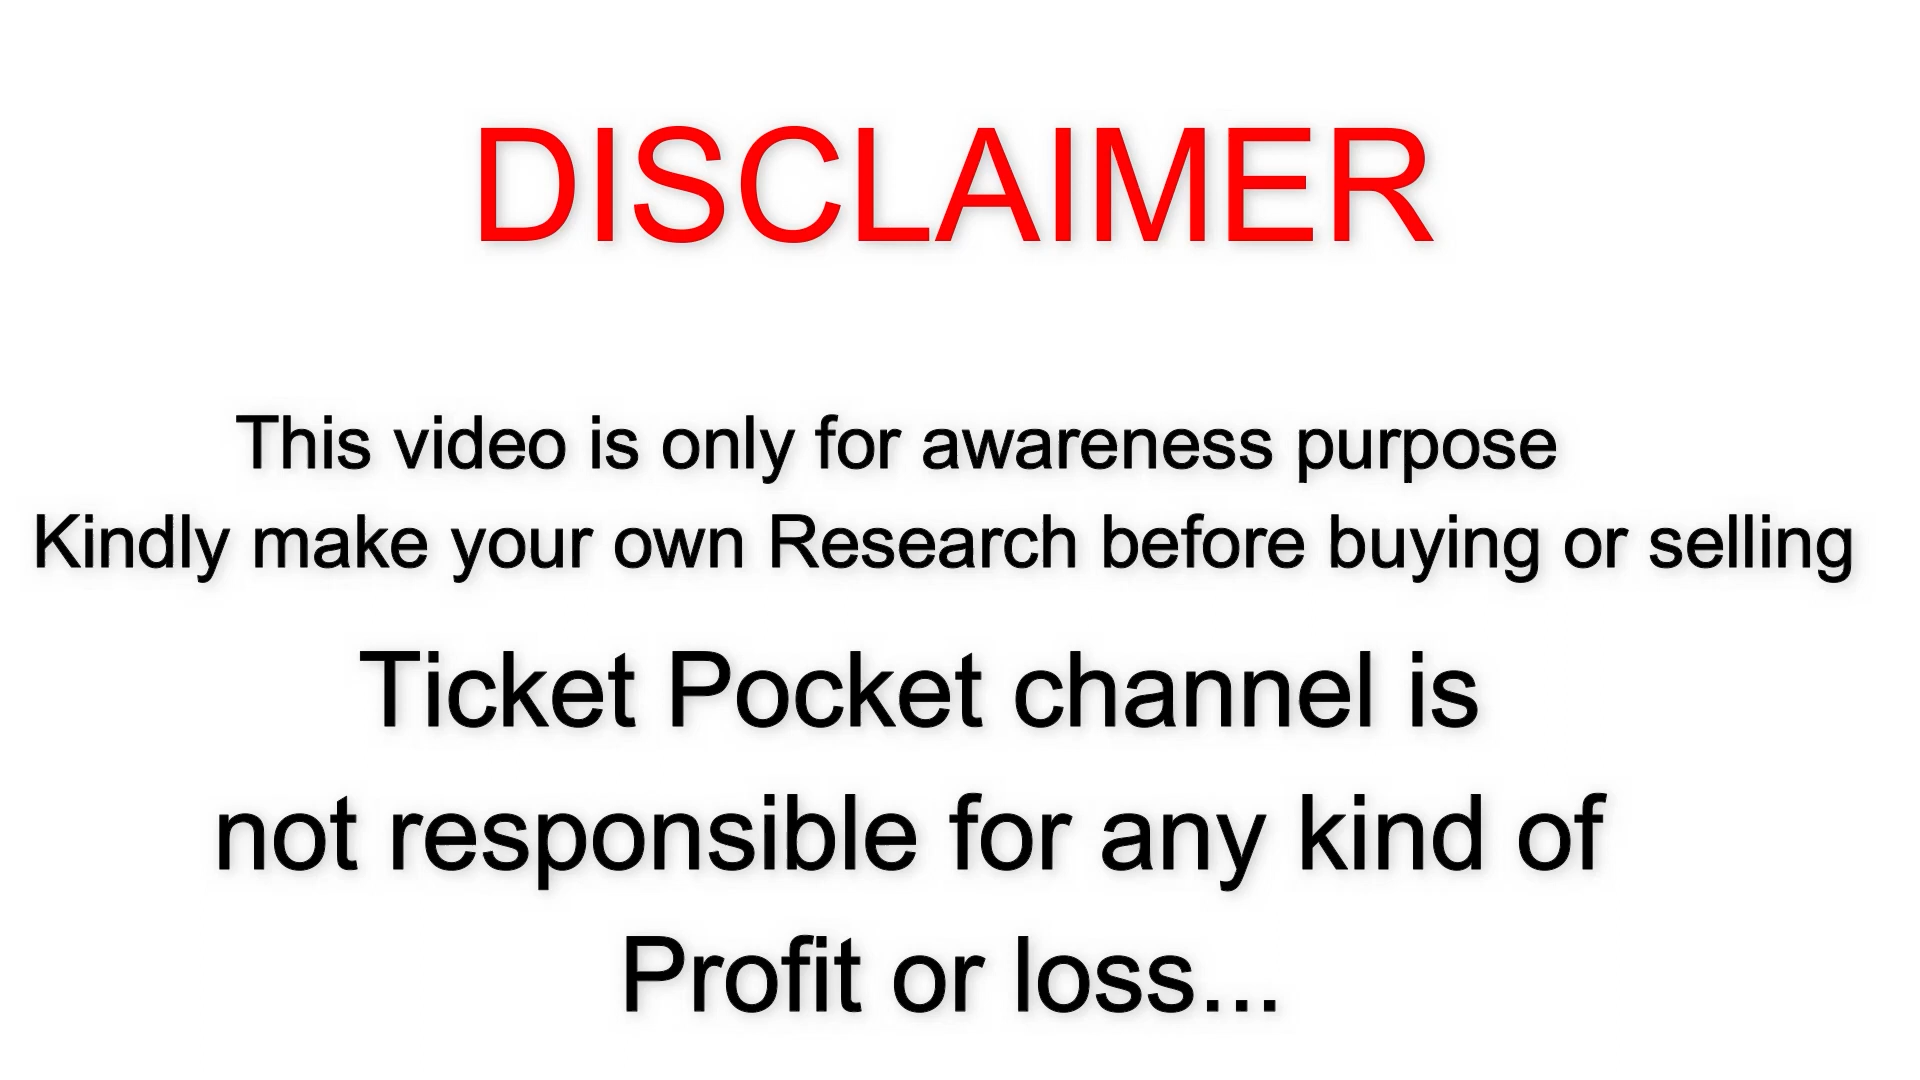 DISCLAIMER
This video is only for awareness purpose
Kindly make your own Research before buying or selling
Ticket Pocket channel is
not responsible for any kind of
Profit or loss...